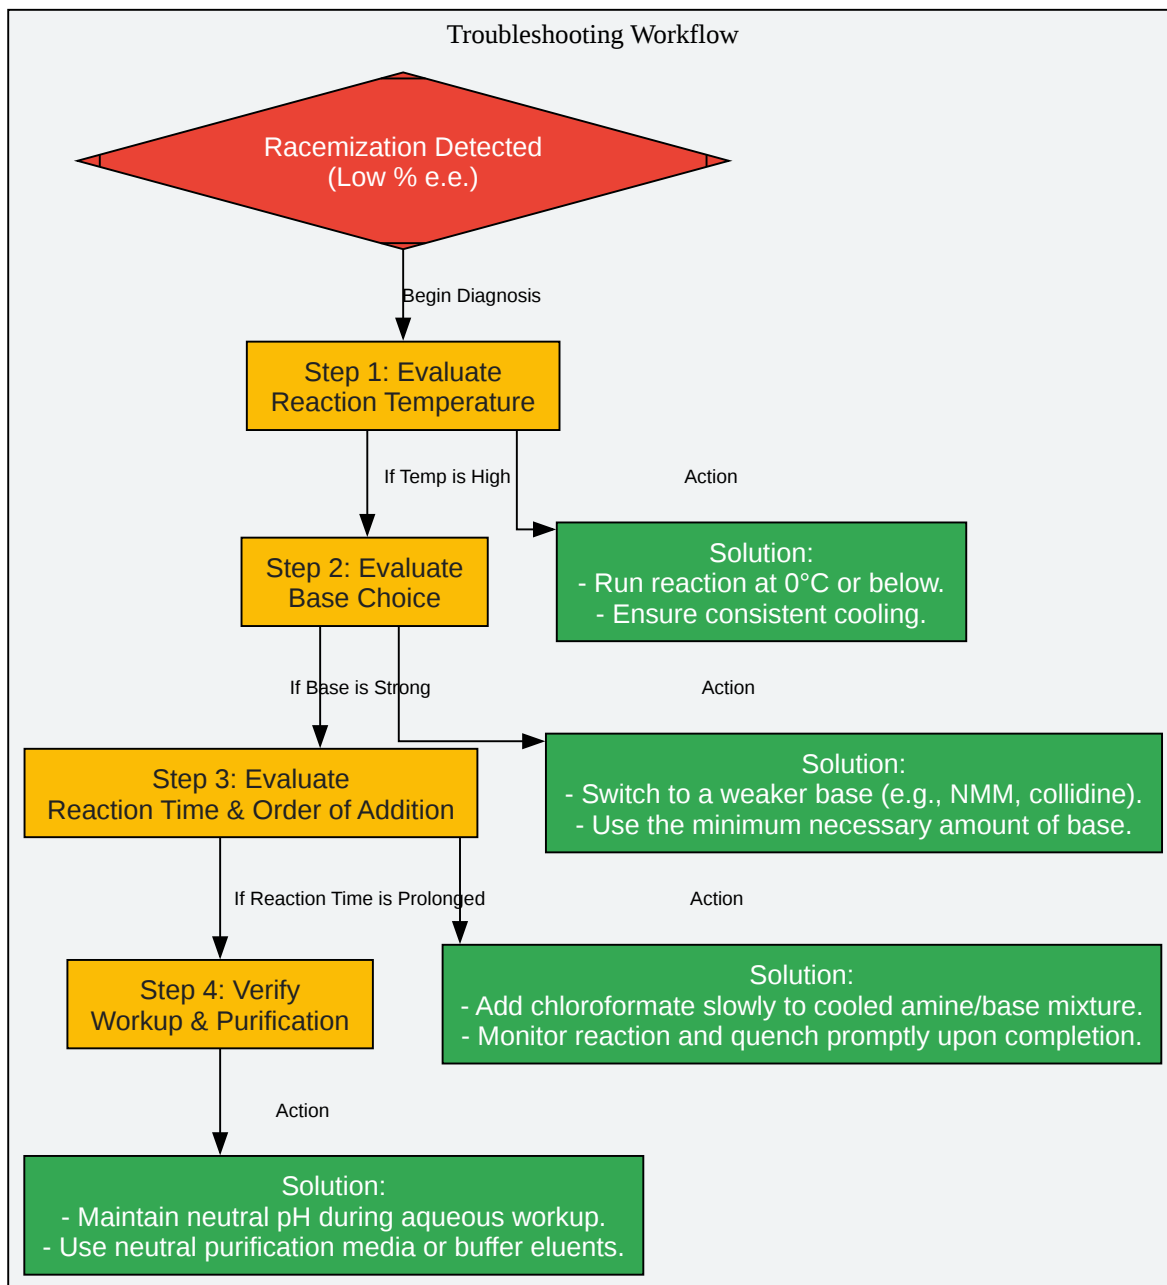 Troubleshooting Workflow
Racemization Detected
(Low % e.e.)
Begin Diagnosis
Step 1: Evaluate
Reaction Temperature
If Temp is High
Action
Solution:
- Run reaction at 0°C or below.
- Ensure consistent cooling.
Step 2: Evaluate
Base Choice
If Base is Strong
Action
Solution:
- Switch to a weaker base (e.g., NMM, collidine).
- Use the minimum necessary amount of base.
Step 3: Evaluate
Reaction Time & Order of Addition
If Reaction Time is Prolonged
Action
Solution:
- Add chloroformate slowly to cooled amine/base mixture.
- Monitor reaction and quench promptly upon completion.
Step 4: Verify
Workup & Purification
Action
Solution:
- Maintain neutral pH during aqueous workup.
- Use neutral purification media or buffer eluents.